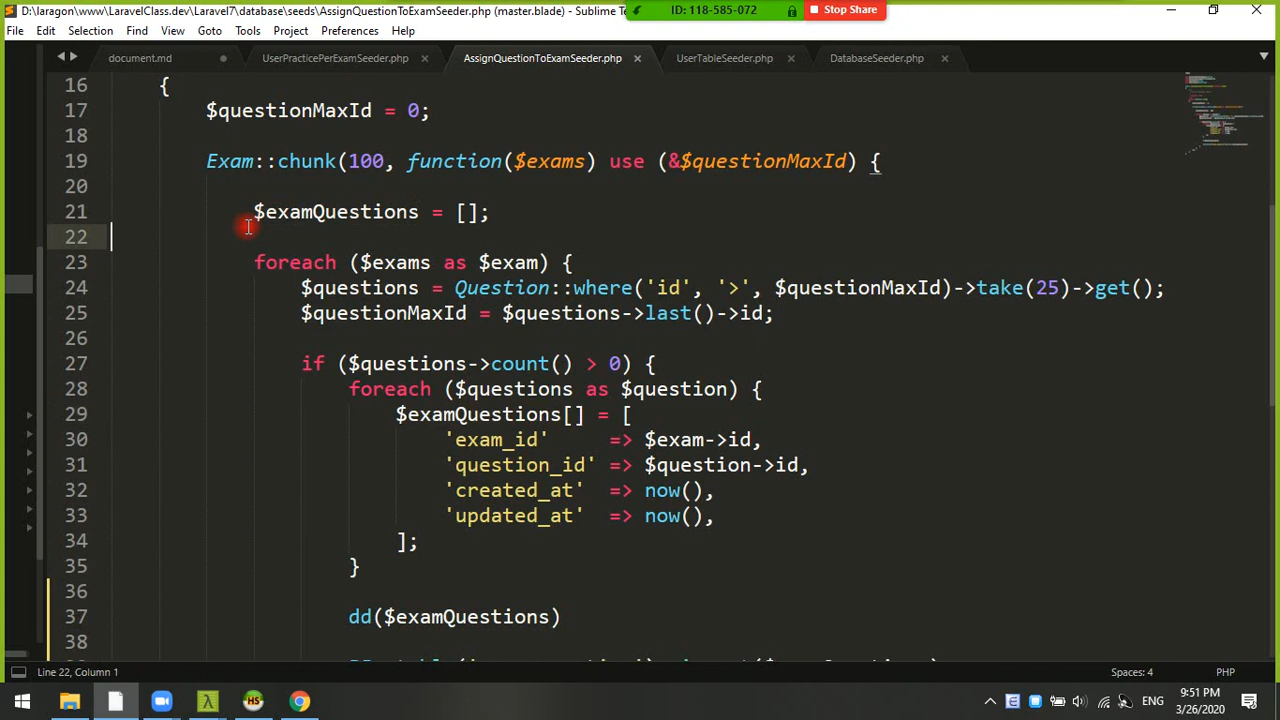 D:\laragon\www\LaravelClass.dev\Laravel7\database\seeds\AssignQuestionToExamSeeder.php (master.blade) - Sublime Te
ID: 118-585-072
Stop Share
File Edit Selection Find View Goto Tools Project Preferences Help
document.md UserPracticePerExamSeeder.php AssignQuestionToExamSeeder.php UserTableSeeder.php DatabaseSeeder.php
16 {
17 $questionMaxId = 0;
18
19 Exam::chunk(100, function($exams) use (&$questionMaxId) {
20
21 $examQuestions = [];
22
23 foreach ($exams as $exam) {
24 $questions = Question::where('id', '>', $questionMaxId)->take(25)->get();
25 $questionMaxId = $questions->last()->id;
26
27 if ($questions->count() > 0) {
28 foreach ($questions as $question) {
29 $examQuestions[] = [
30 'exam_id' => $exam->id,
31 'question_id' => $question->id,
32 'created_at' => now(),
33 'updated_at' => now(),
34 ];
35 }
36
37 dd($examQuestions)
38
Line 22, Column 1
Spaces: 4
PHP
HS
ENG
9:51 PM
3/26/2020